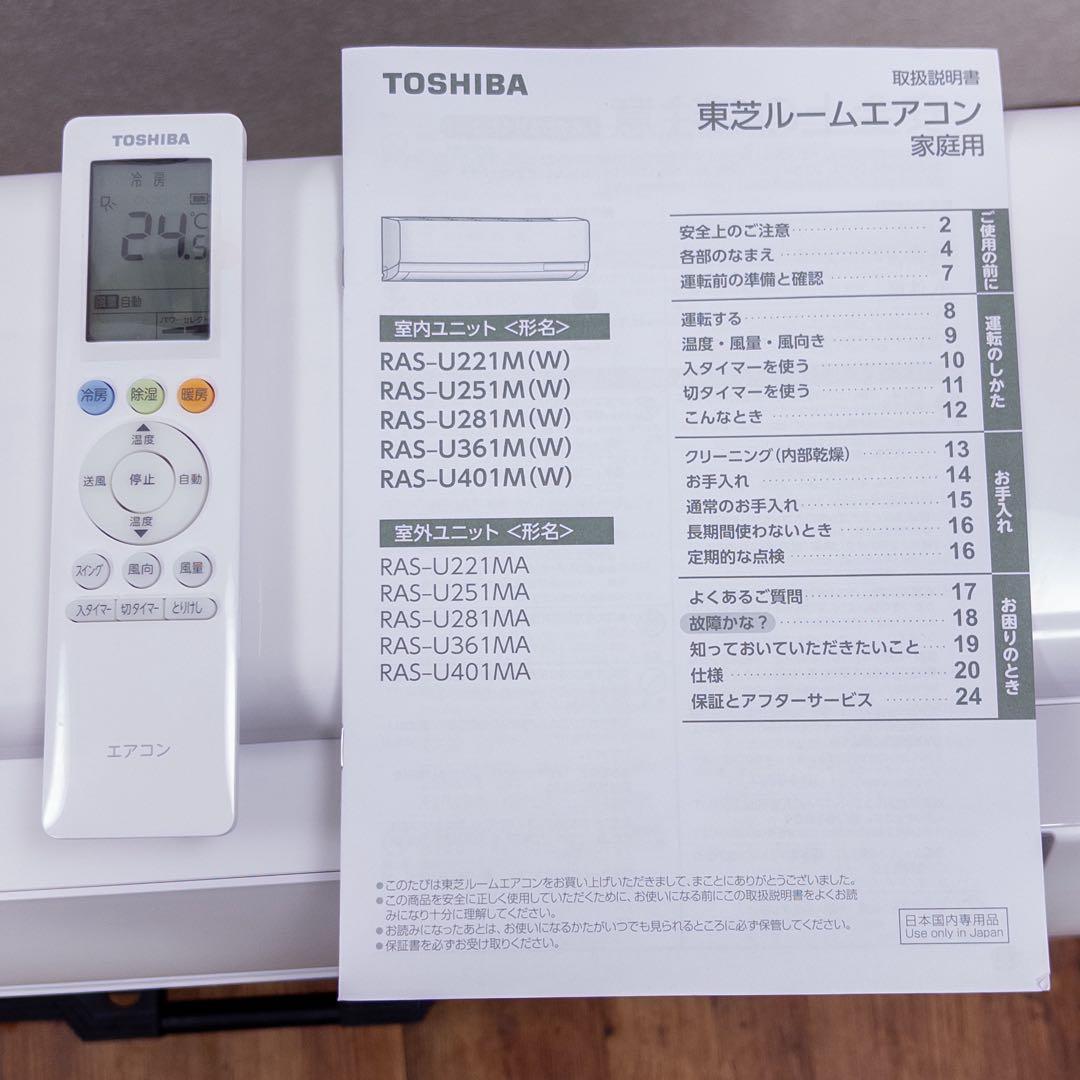 TOSHIBA
冷房
24.5℃
風量 自動
パワーセレクト
冷房 除湿 暖房
温度
送風 停止 自動
温度
スイング 風向 風量
入タイマー 切タイマー とりけし
エアコン
TOSHIBA
取扱説明書
東芝ルームエアコン
家庭用
室内ユニット <形名>
RAS-U221M(W)
RAS-U251M(W)
RAS-U281M(W)
RAS-U361M(W)
RAS-U401M(W)
室外ユニット <形名>
RAS-U221MA
RAS-U251MA
RAS-U281MA
RAS-U361MA
RAS-U401MA
ご使用の前に
安全上のご注意 2
各部のなまえ 4
運転前の準備と確認 7
運転のしかた
運転する 8
温度・風量・風向き 9
入タイマーを使う 10
切タイマーを使う 11
こんなとき 12
お手入れ
クリーニング(内部乾燥) 13
お手入れ 14
通常のお手入れ 15
長期間使わないとき 16
定期的な点検 16
お困りのとき
よくあるご質問 17
故障かな? 18
知っておいていただきたいこと 19
仕様 20
保証とアフターサービス 24
●このたびは東芝ルームエアコンをお買い上げいただきまして、まことにありがとうございました。
●この商品を安全に正しく使用していただくために、お使いになる前にこの取扱説明書をよくお読
みになり十分に理解してください。
●お読みになったあとは、お使いになるかたがいつでも見られるところに必ず保管してください。
●保証書を必ずお受け取りください。
日本国内専用品
Use only in Japan